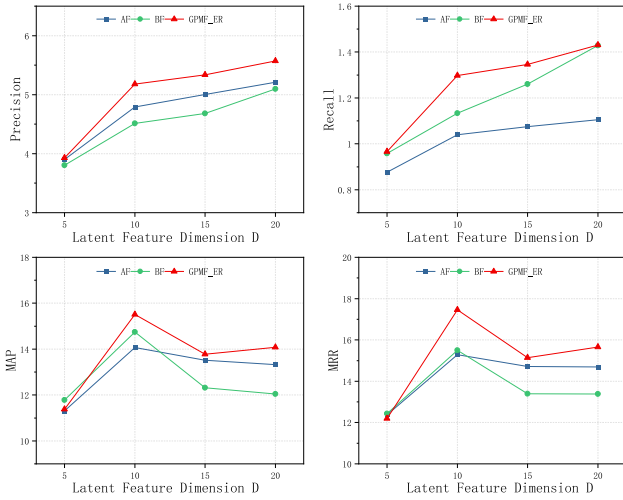 AF BF GPMF_ER
6
5
4
3
Precision
5 10 15 20
Latent Feature Dimension D
AF BF GPMF_ER
1.6
1.4
1.2
1
0.8
Recall
5 10 15 20
Latent Feature Dimension D
AF BF GPMF_ER
18
16
14
12
10
MAP
5 10 15 20
Latent Feature Dimension D
AF BF GPMF_ER
20
18
16
14
12
10
MRR
5 10 15 20
Latent Feature Dimension D